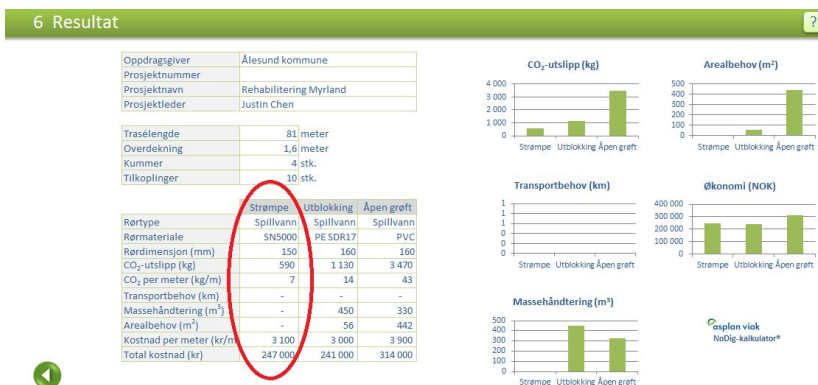 6 Resultat
?
Oppdragsgiver Ålesund kommune
Prosjektnummer
Prosjektnavn Rehabilitering Myrland
Prosjektleder Justin Chen
Trasélengde 81 meter
Overdekning 1,6 meter
Kummer 4 stk.
Tilkoplinger 10 stk.
Strømpe Utblokking Åpen grøft
Rørtype Spillvann Spillvann Spillvann
Rørmateriale SN5000 PE SDR17 PVC
Rørdimensjon (mm) 150 160 160
CO₂-utslipp (kg) 590 1 130 3 470
CO₂ per meter (kg/m) 7 14 43
Transportbehov (km) - - -
Massehåndtering (m³) - 450 330
Arealbehov (m²) - 56 442
Kostnad per meter (kr/m 3 100 3 000 3 900
Total kostnad (kr) 247 000 241 000 314 000
CO₂-utslipp (kg)
4 000
3 000
2 000
1 000
0
Strømpe Utblokking Åpen grøft
Arealbehov (m²)
500
400
300
200
100
0
Strømpe Utblokking Åpen grøft
Transportbehov (km)
1
1
1
0
0
0
Strømpe Utblokking Åpen grøft
Økonomi (NOK)
400 000
300 000
200 000
100 000
0
Strømpe Utblokking Åpen grøft
Massehåndtering (m³)
500
400
300
200
100
0
Strømpe Utblokking Åpen grøft
asplan viak
NoDig-kalkulator®